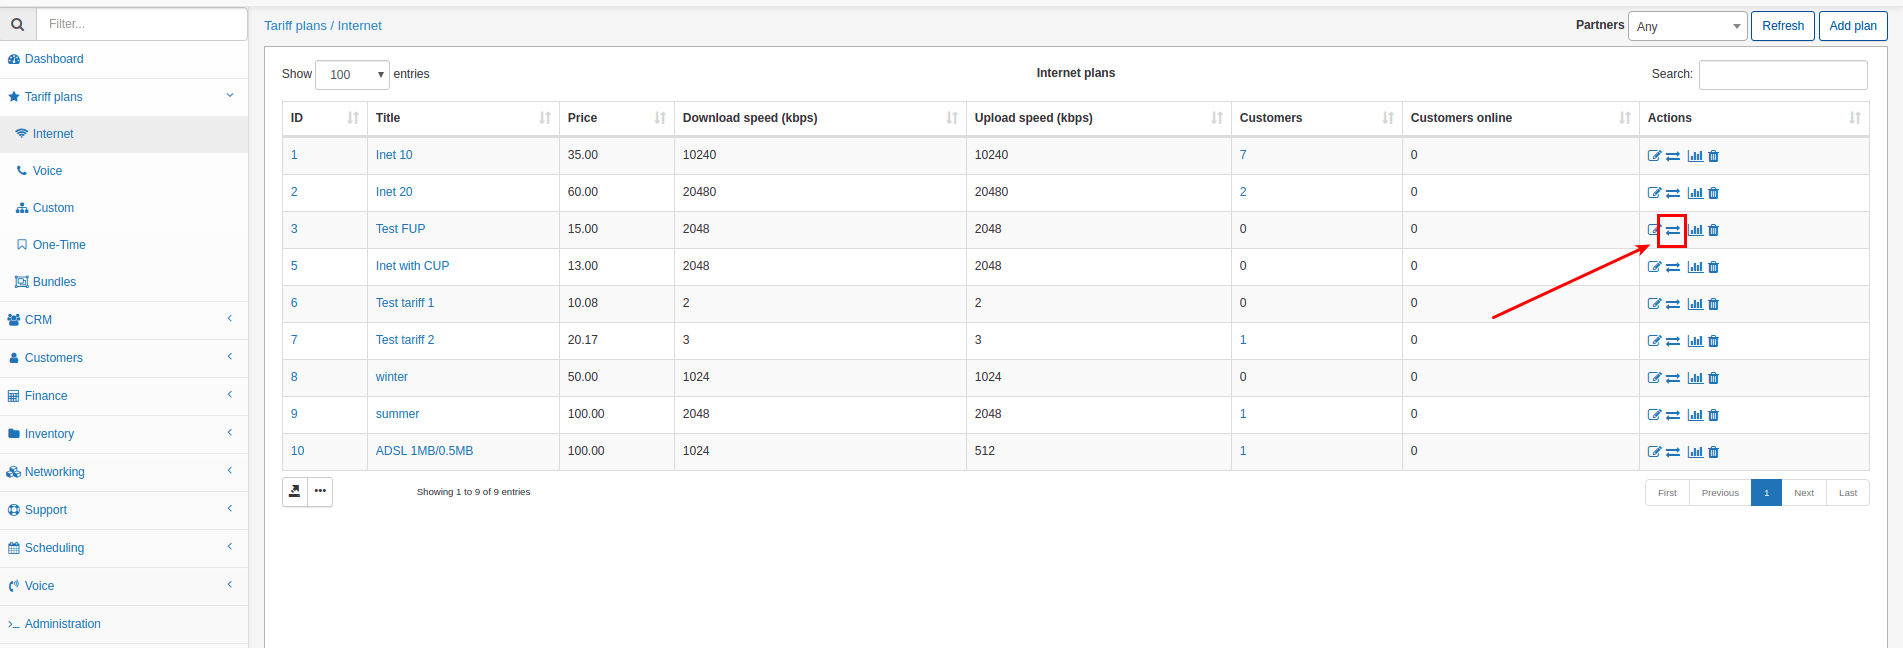 Filter...
Tariff plans / Internet
Partners Any Refresh Add plan
Dashboard
Tariff plans
Internet
Voice
Custom
One-Time
Bundles
CRM
Customers
Finance
Inventory
Networking
Support
Scheduling
Voice
Administration
Show 100 entries
Internet plans
Search:
ID Title Price Download speed (kbps) Upload speed (kbps) Customers Customers online Actions
1 Inet 10 35.00 10240 10240 7 0
2 Inet 20 60.00 20480 20480 2 0
3 Test FUP 15.00 2048 2048 0 0
5 Inet with CUP 13.00 2048 2048 0 0
6 Test tariff 1 10.08 2 2 0 0
7 Test tariff 2 20.17 3 3 1 0
8 winter 50.00 1024 1024 0 0
9 summer 100.00 2048 2048 1 0
10 ADSL 1MB/0.5MB 100.00 1024 512 1 0
Showing 1 to 9 of 9 entries
First Previous 1 Next Last